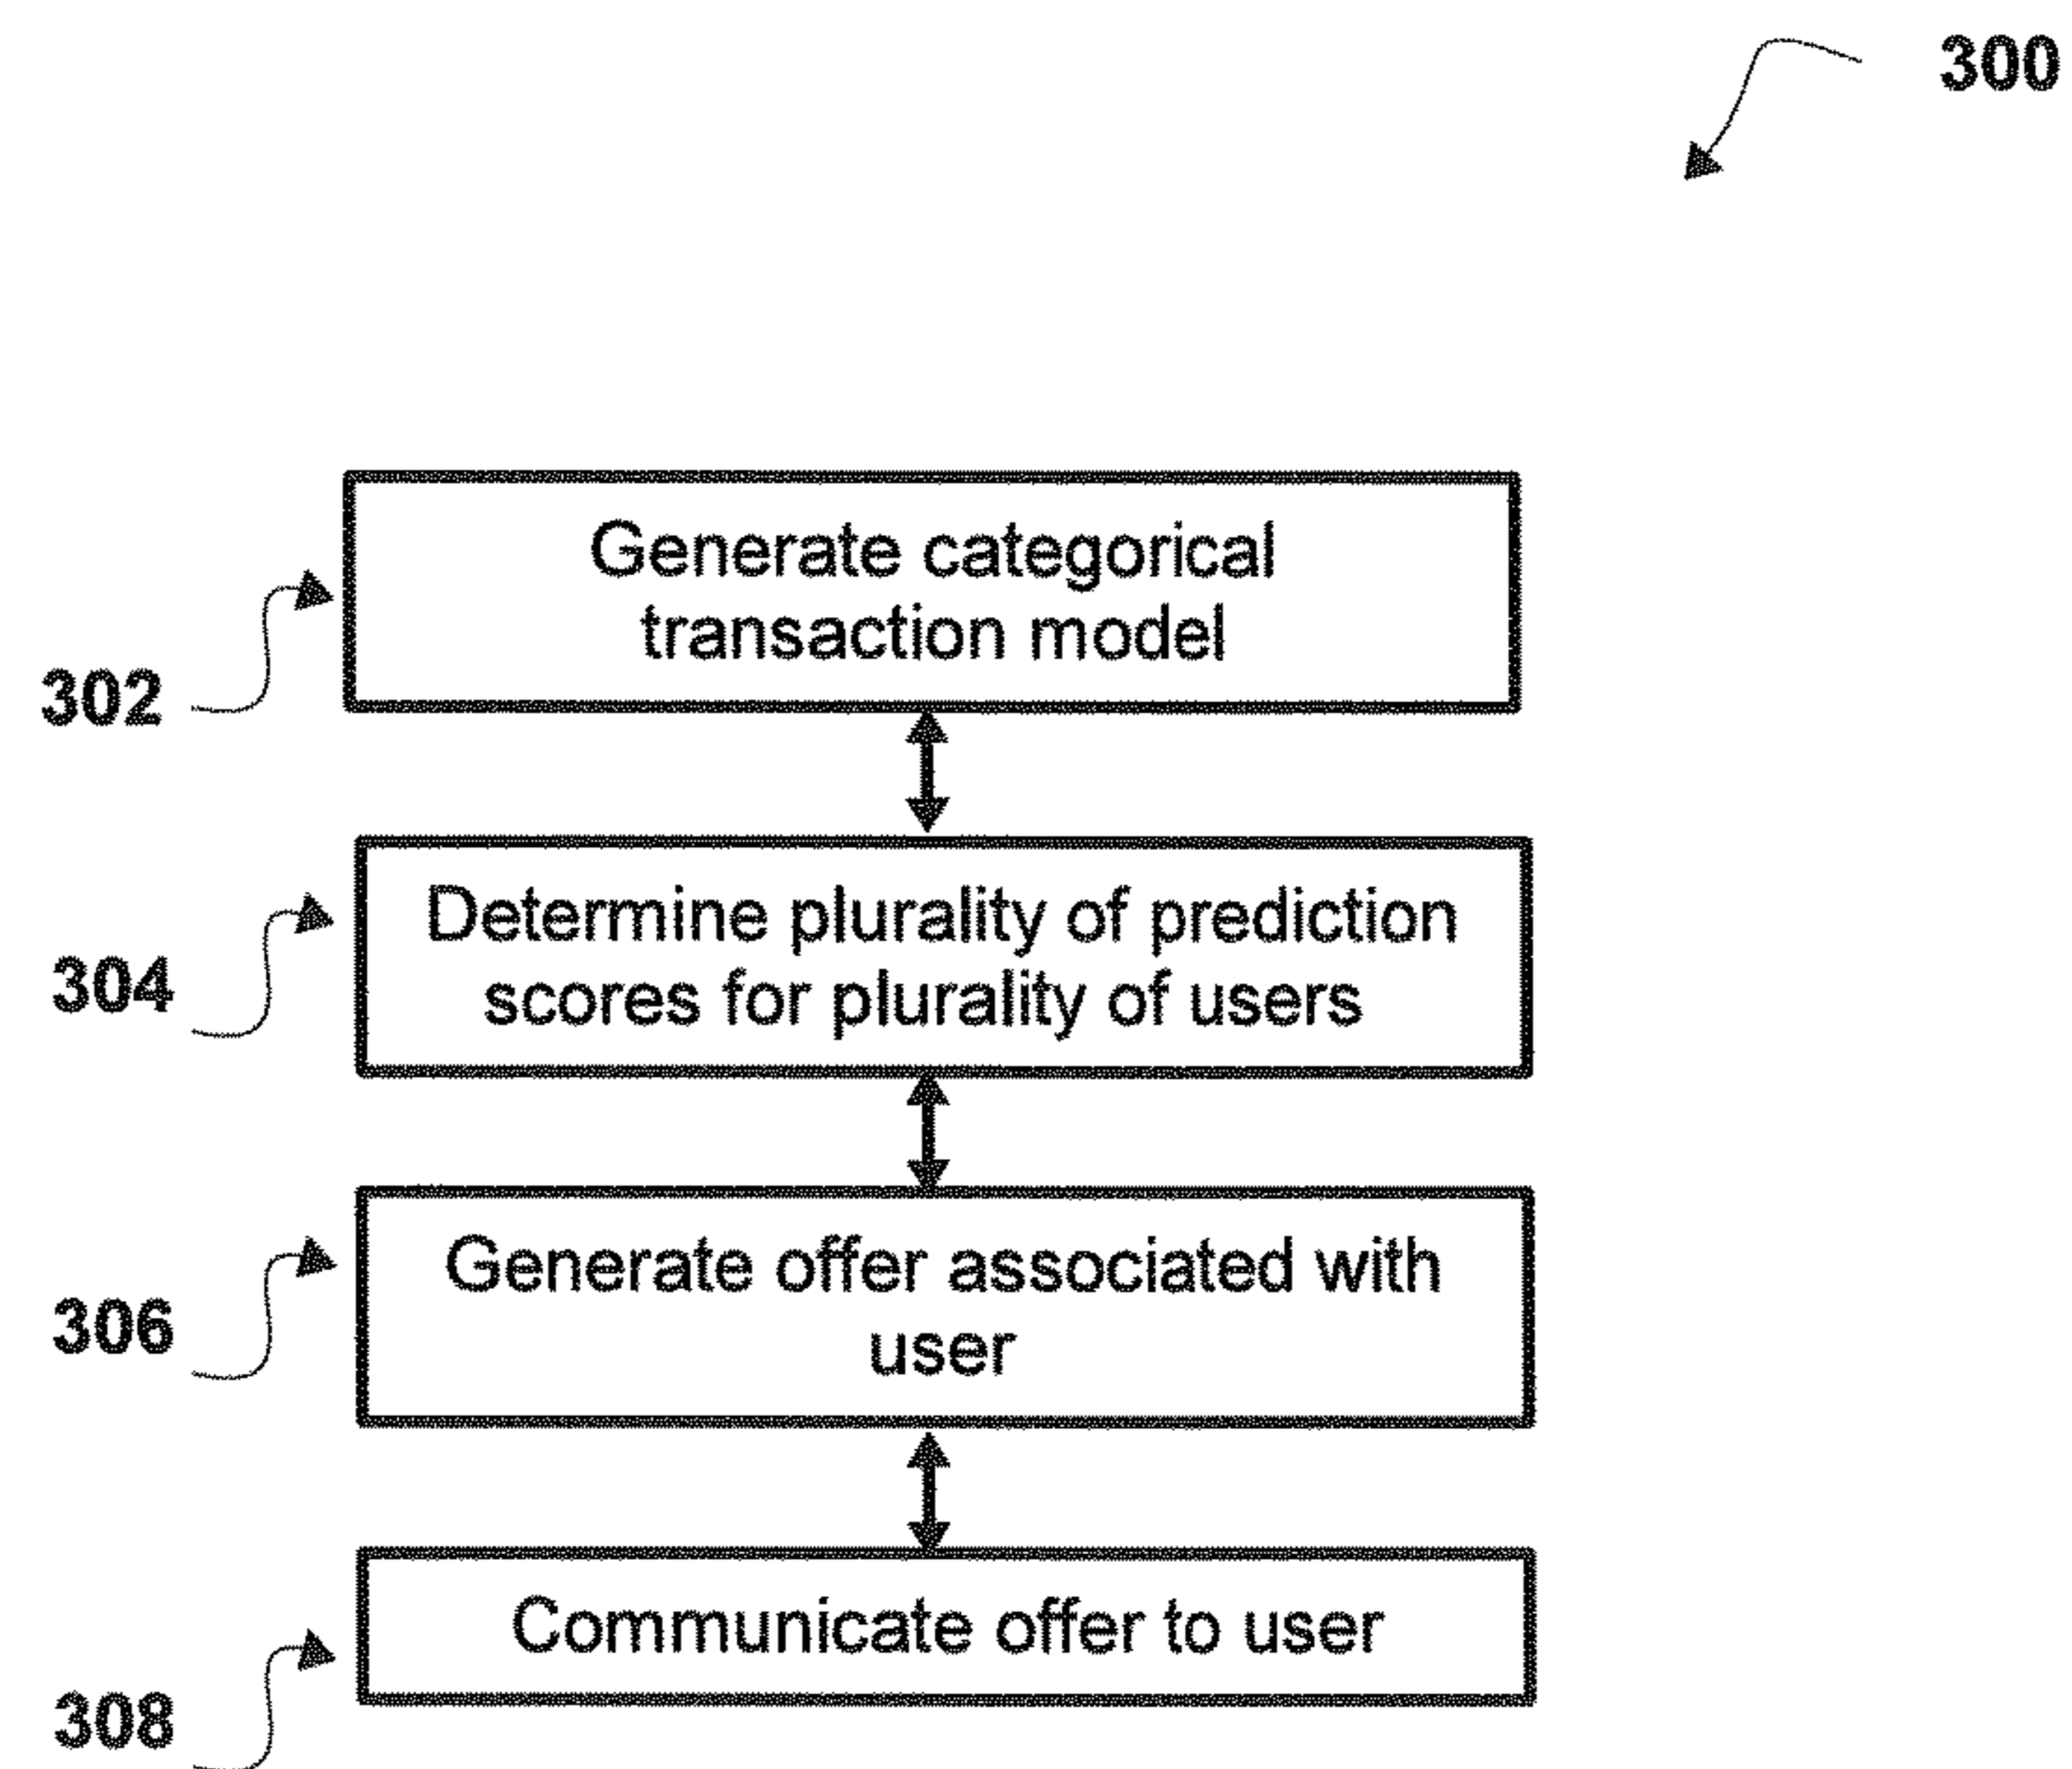 300
Generate categorical
transaction model
302
Determine plurality of prediction
scores for plurality of users
304
Generate offer associated with
user
306
Communicate offer to user
308